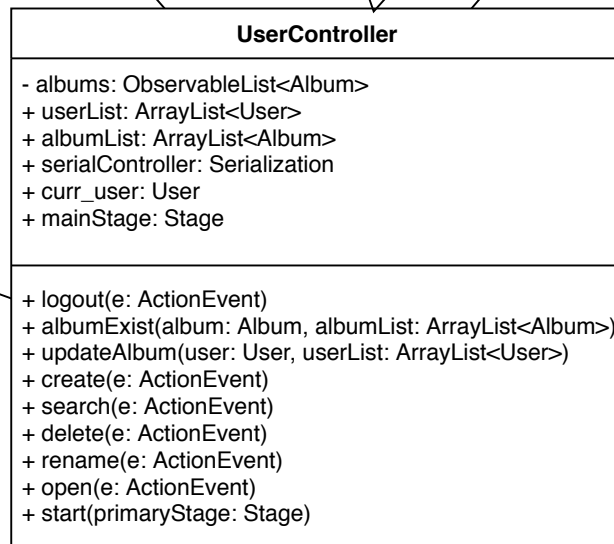 UserController
- albums: ObservableList<Album>
+ userList: ArrayList<User>
+ albumList: ArrayList<Album>
+ serialController: Serialization
+ curr_user: User
+ mainStage: Stage
+ logout(e: ActionEvent)
+ albumExist(album: Album, albumList: ArrayList<Album>)
+ updateAlbum(user: User, userList: ArrayList<User>)
+ create(e: ActionEvent)
+ search(e: ActionEvent)
+ delete(e: ActionEvent)
+ rename(e: ActionEvent)
+ open(e: ActionEvent)
+ start(primaryStage: Stage)